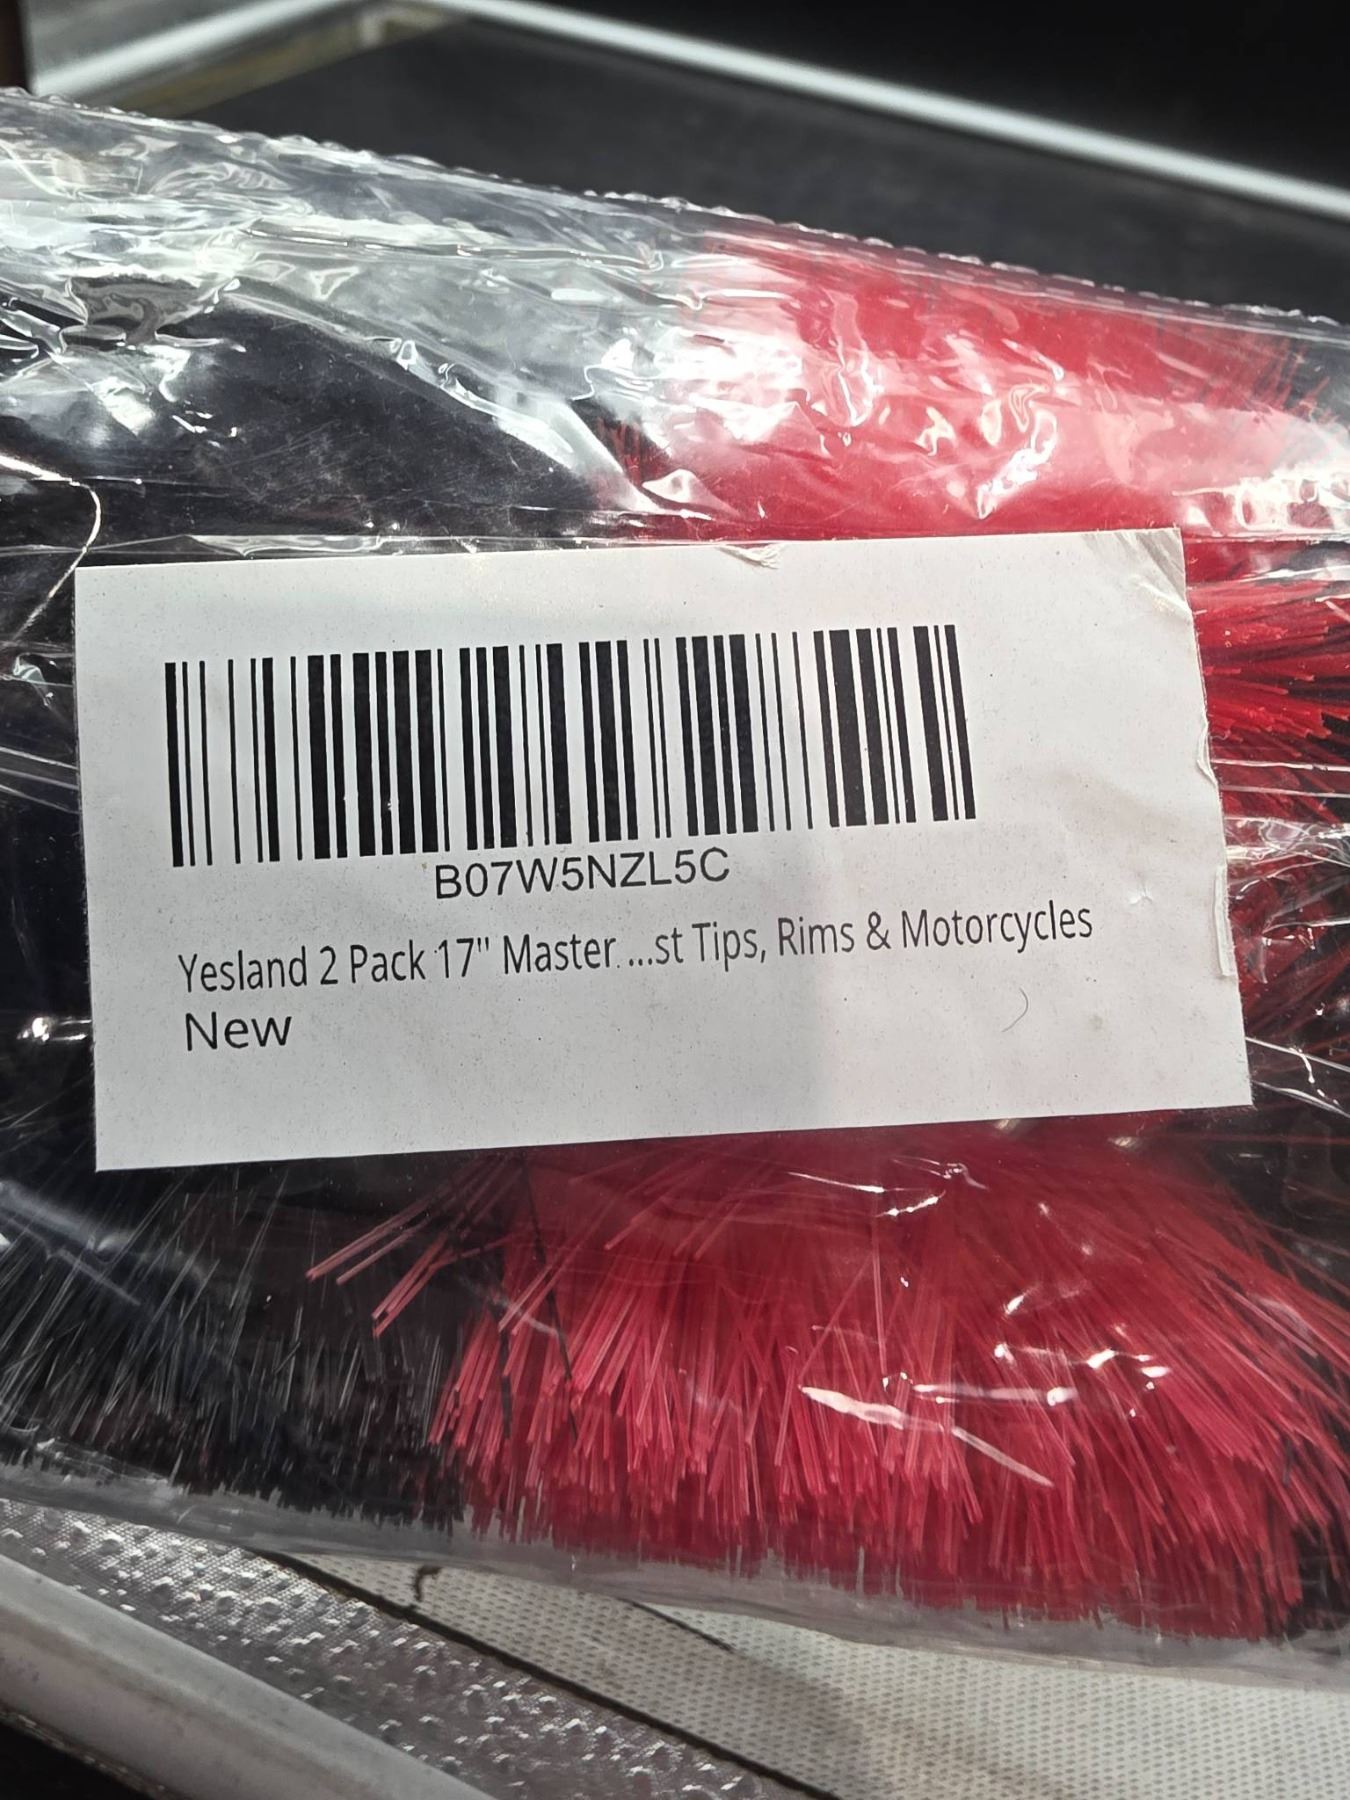 B07W5NZL5C
Yesland 2 Pack 17" Master ...st Tips, Rims & Motorcycles
New